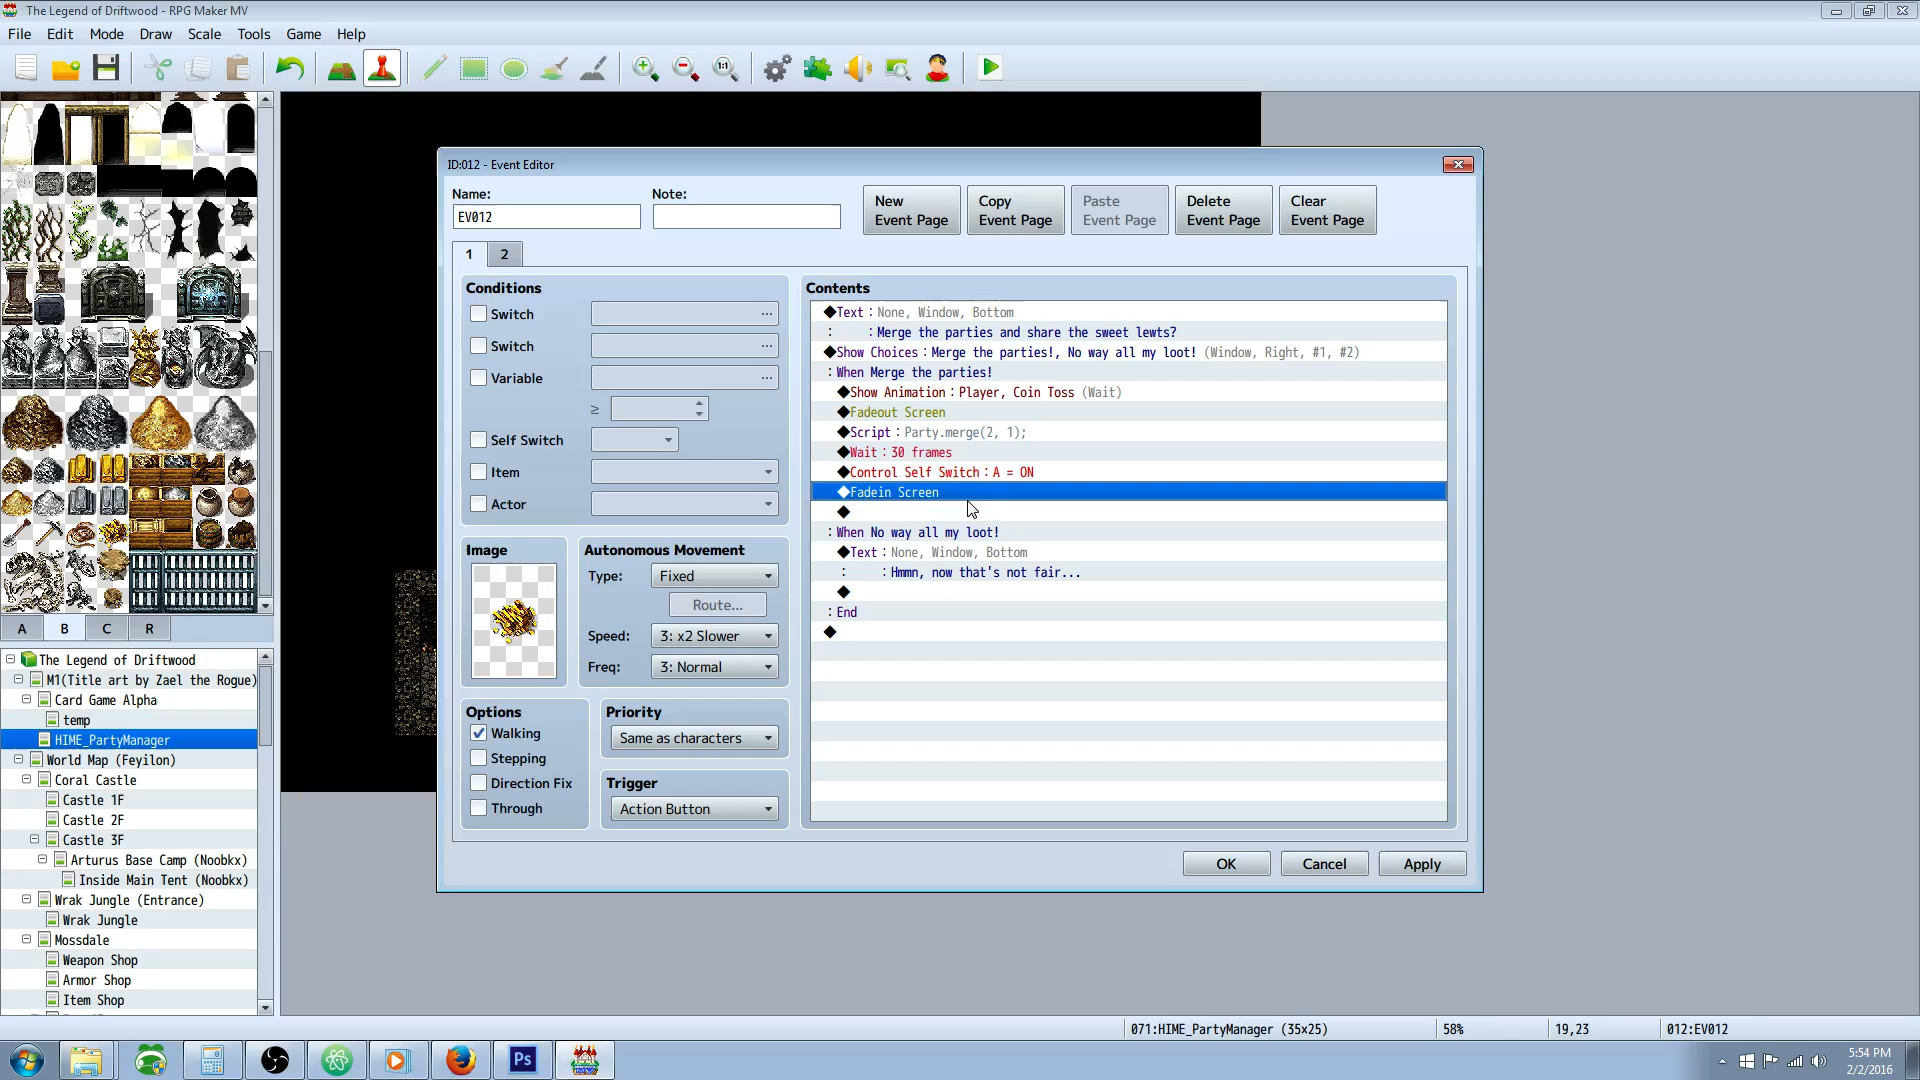 The Legend of Driftwood - RPG Maker MV
File Edit Mode Draw Scale Tools Game Help
1:1
ID:012 - Event Editor
Name:
EV012
Note:
New
Event Page
Copy
Event Page
Paste
Event Page
Delete
Event Page
Clear
Event Page
1 2
Conditions
Switch ...
Switch ...
Variable ...
≥
Self Switch
Item
Actor
Image
Autonomous Movement
Type: Fixed
Route...
Speed: 3: x2 Slower
Freq: 3: Normal
Options
Walking
Stepping
Direction Fix
Through
Priority
Same as characters
Trigger
Action Button
Contents
◆Text : None, Window, Bottom
: : Merge the parties and share the sweet lewts?
◆Show Choices : Merge the parties!, No way all my loot! (Window, Right, #1, #2)
: When Merge the parties!
◆Show Animation : Player, Coin Toss (Wait)
◆Fadeout Screen
◆Script : Party.merge(2, 1);
◆Wait : 30 frames
◆Control Self Switch : A = ON
◆Fadein Screen
◆
: When No way all my loot!
◆Text : None, Window, Bottom
: : Hmmn, now that's not fair...
◆
: End
◆
OK Cancel Apply
A B C R
The Legend of Driftwood
M1(Title art by Zael the Rogue)
Card Game Alpha
temp
HIME_PartyManager
World Map (Feyilon)
Coral Castle
Castle 1F
Castle 2F
Castle 3F
Arturus Base Camp (Noobkx)
Inside Main Tent (Noobkx)
Wrak Jungle (Entrance)
Wrak Jungle
Mossdale
Weapon Shop
Armor Shop
Item Shop
071:HIME_PartyManager (35x25) 58% 19,23 012:EV012
Ps
5:54 PM
2/2/2016